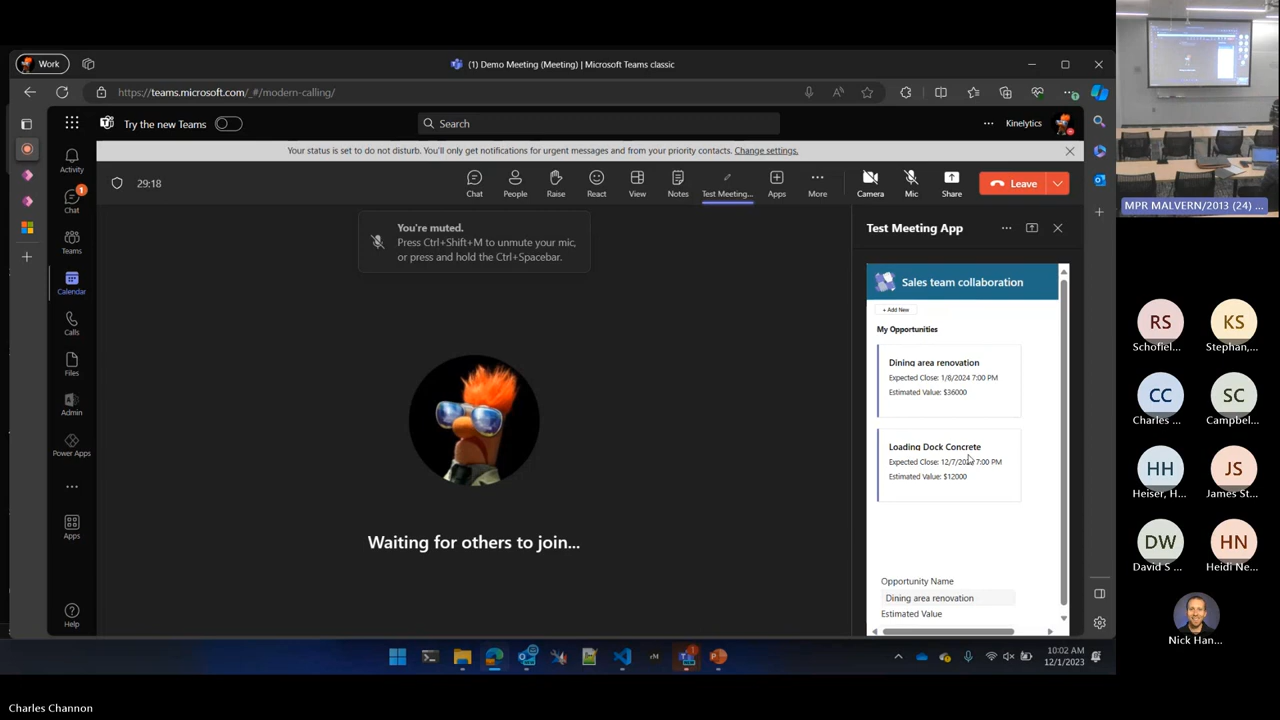 Work
(1) Demo Meeting (Meeting) | Microsoft Teams classic
https://teams.microsoft.com/_#/modern-calling/
Try the new Teams
Search
Kinelytics
Your status is set to do not disturb. You'll only get notifications for urgent messages and from your priority contacts. Change settings.
29:18
Chat
People
Raise
React
View
Notes
Test Meeting...
Apps
More
Camera
Mic
Share
Leave
Activity
1
Chat
Teams
Calendar
Calls
Files
Admin
Power Apps
Apps
Help
You're muted.
Press Ctrl+Shift+M to unmute your mic,
or press and hold the Ctrl+Spacebar.
Waiting for others to join...
Test Meeting App
Sales team collaboration
+ Add New
My Opportunities
Dining area renovation
Expected Close: 1/8/2024 7:00 PM
Estimated Value: $36000
Loading Dock Concrete
Expected Close: 12/7/20 7:00 PM
Estimated Value: $12000
Opportunity Name
Dining area renovation
Estimated Value
10:02 AM
12/1/2023
MPR MALVERN/2013 (24) ...
RS
Schofiel...
KS
Stephan,...
CC
Charles ...
SC
Campbel...
HH
Heiser, H...
JS
James St...
DW
David S ...
HN
Heidi Ne...
Nick Han...
Charles Channon